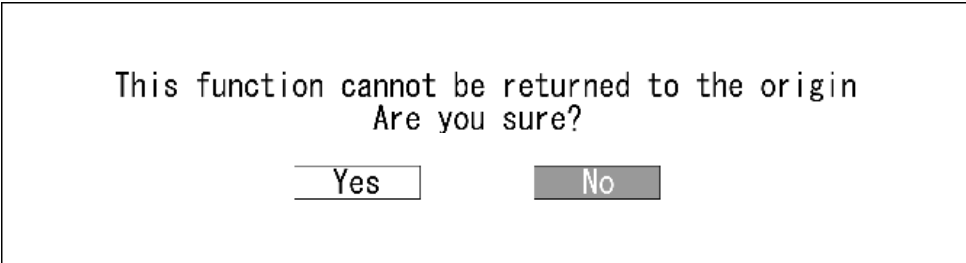 This function cannot be returned to the origin
Are you sure?
Yes No